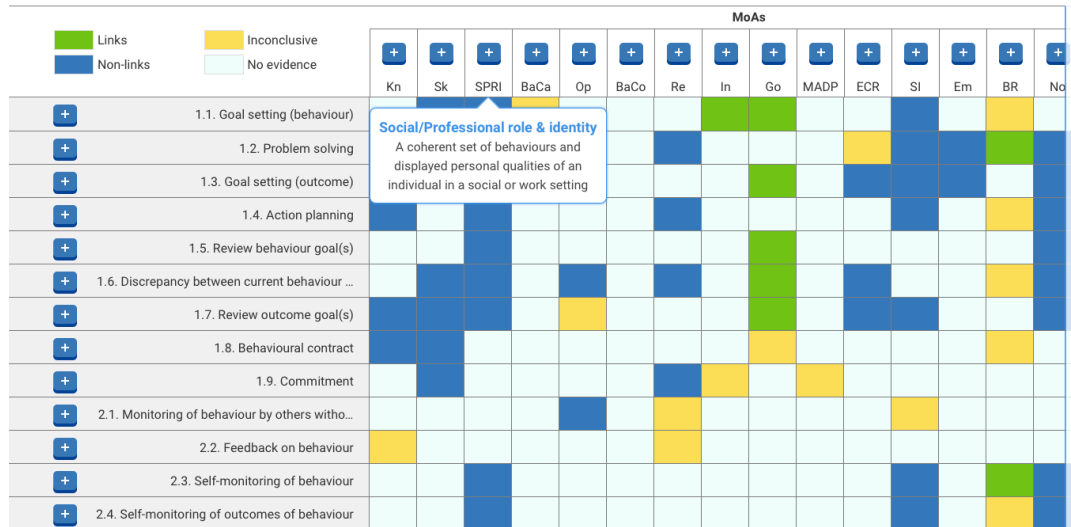 MoAs
Links
Inconclusive
Non-links
No evidence
Kn Sk SPRI BaCa Op BaCo Re In Go MADP ECR SI Em BR No
1.1. Goal setting (behaviour)
Social/Professional role & identity
A coherent set of behaviours and
displayed personal qualities of an
individual in a social or work setting
1.2. Problem solving
1.3. Goal setting (outcome)
1.4. Action planning
1.5. Review behaviour goal(s)
1.6. Discrepancy between current behaviour ...
1.7. Review outcome goal(s)
1.8. Behavioural contract
1.9. Commitment
2.1. Monitoring of behaviour by others witho...
2.2. Feedback on behaviour
2.3. Self-monitoring of behaviour
2.4. Self-monitoring of outcomes of behaviour